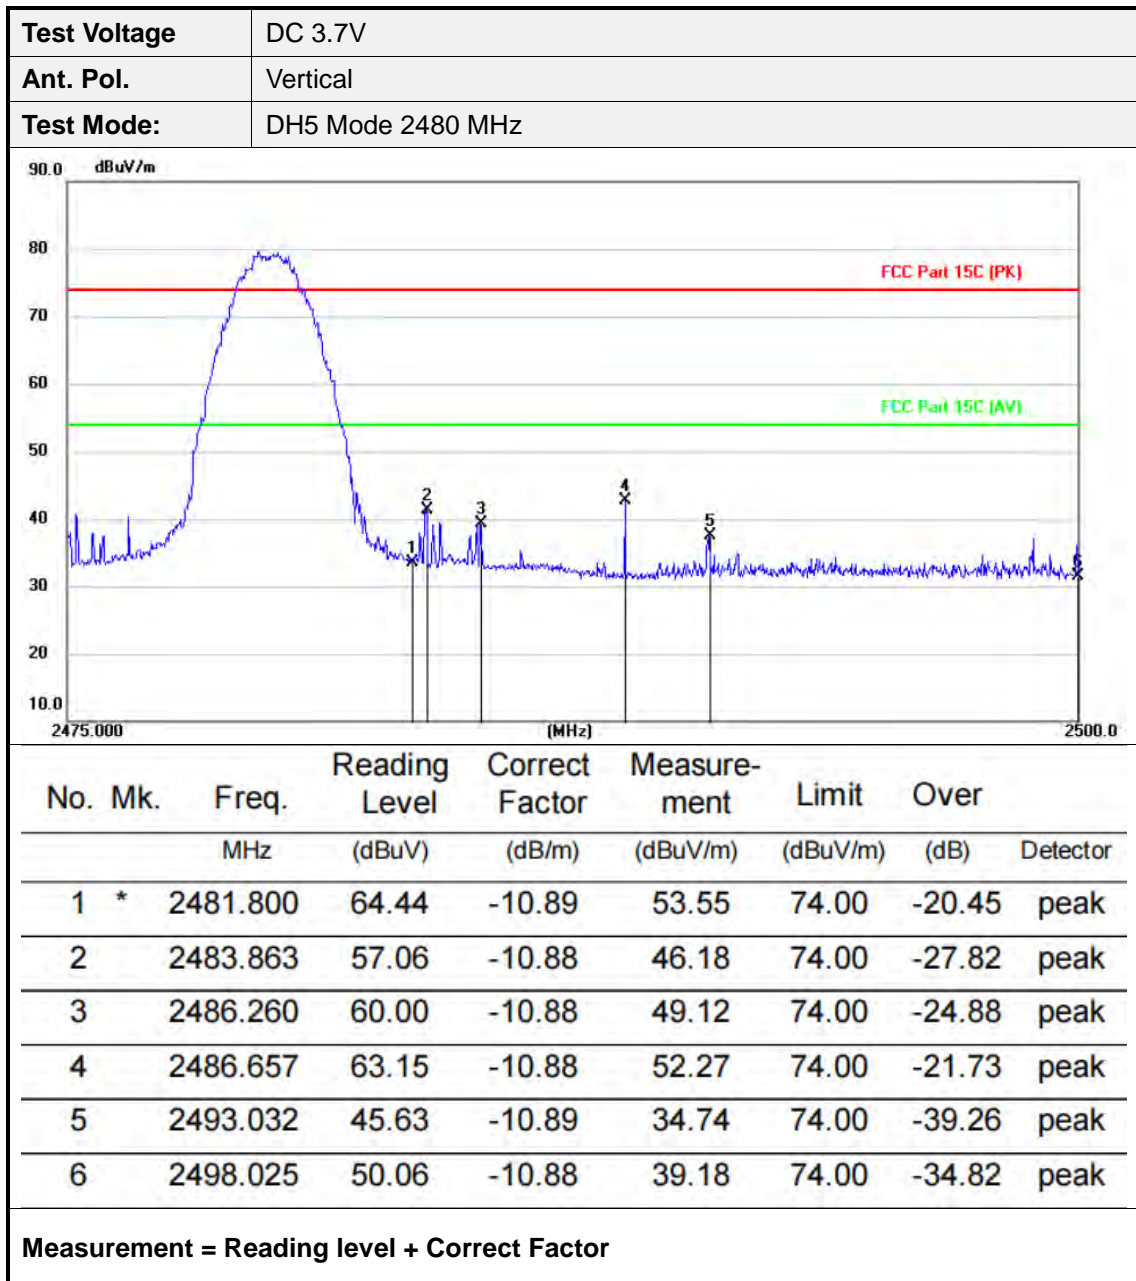 Test Voltage DC 3.7V
Ant. Pol. Vertical
Test Mode: DH5 Mode 2480 MHz
90.0 dBuV/m
80
FCC Part 15C (PK)
70
60
FCC Part 15C (AV)
50
4
2
3
40
5
1
6
30
20
10.0
2475.000 (MHz) 2500.0
No. Mk. Freq. Reading Level Correct Factor Measure-ment Limit Over
MHz (dBuV) (dB/m) (dBuV/m) (dBuV/m) (dB) Detector
1 * 2481.800 64.44 -10.89 53.55 74.00 -20.45 peak
2 2483.863 57.06 -10.88 46.18 74.00 -27.82 peak
3 2486.260 60.00 -10.88 49.12 74.00 -24.88 peak
4 2486.657 63.15 -10.88 52.27 74.00 -21.73 peak
5 2493.032 45.63 -10.89 34.74 74.00 -39.26 peak
6 2498.025 50.06 -10.88 39.18 74.00 -34.82 peak
Measurement = Reading level + Correct Factor